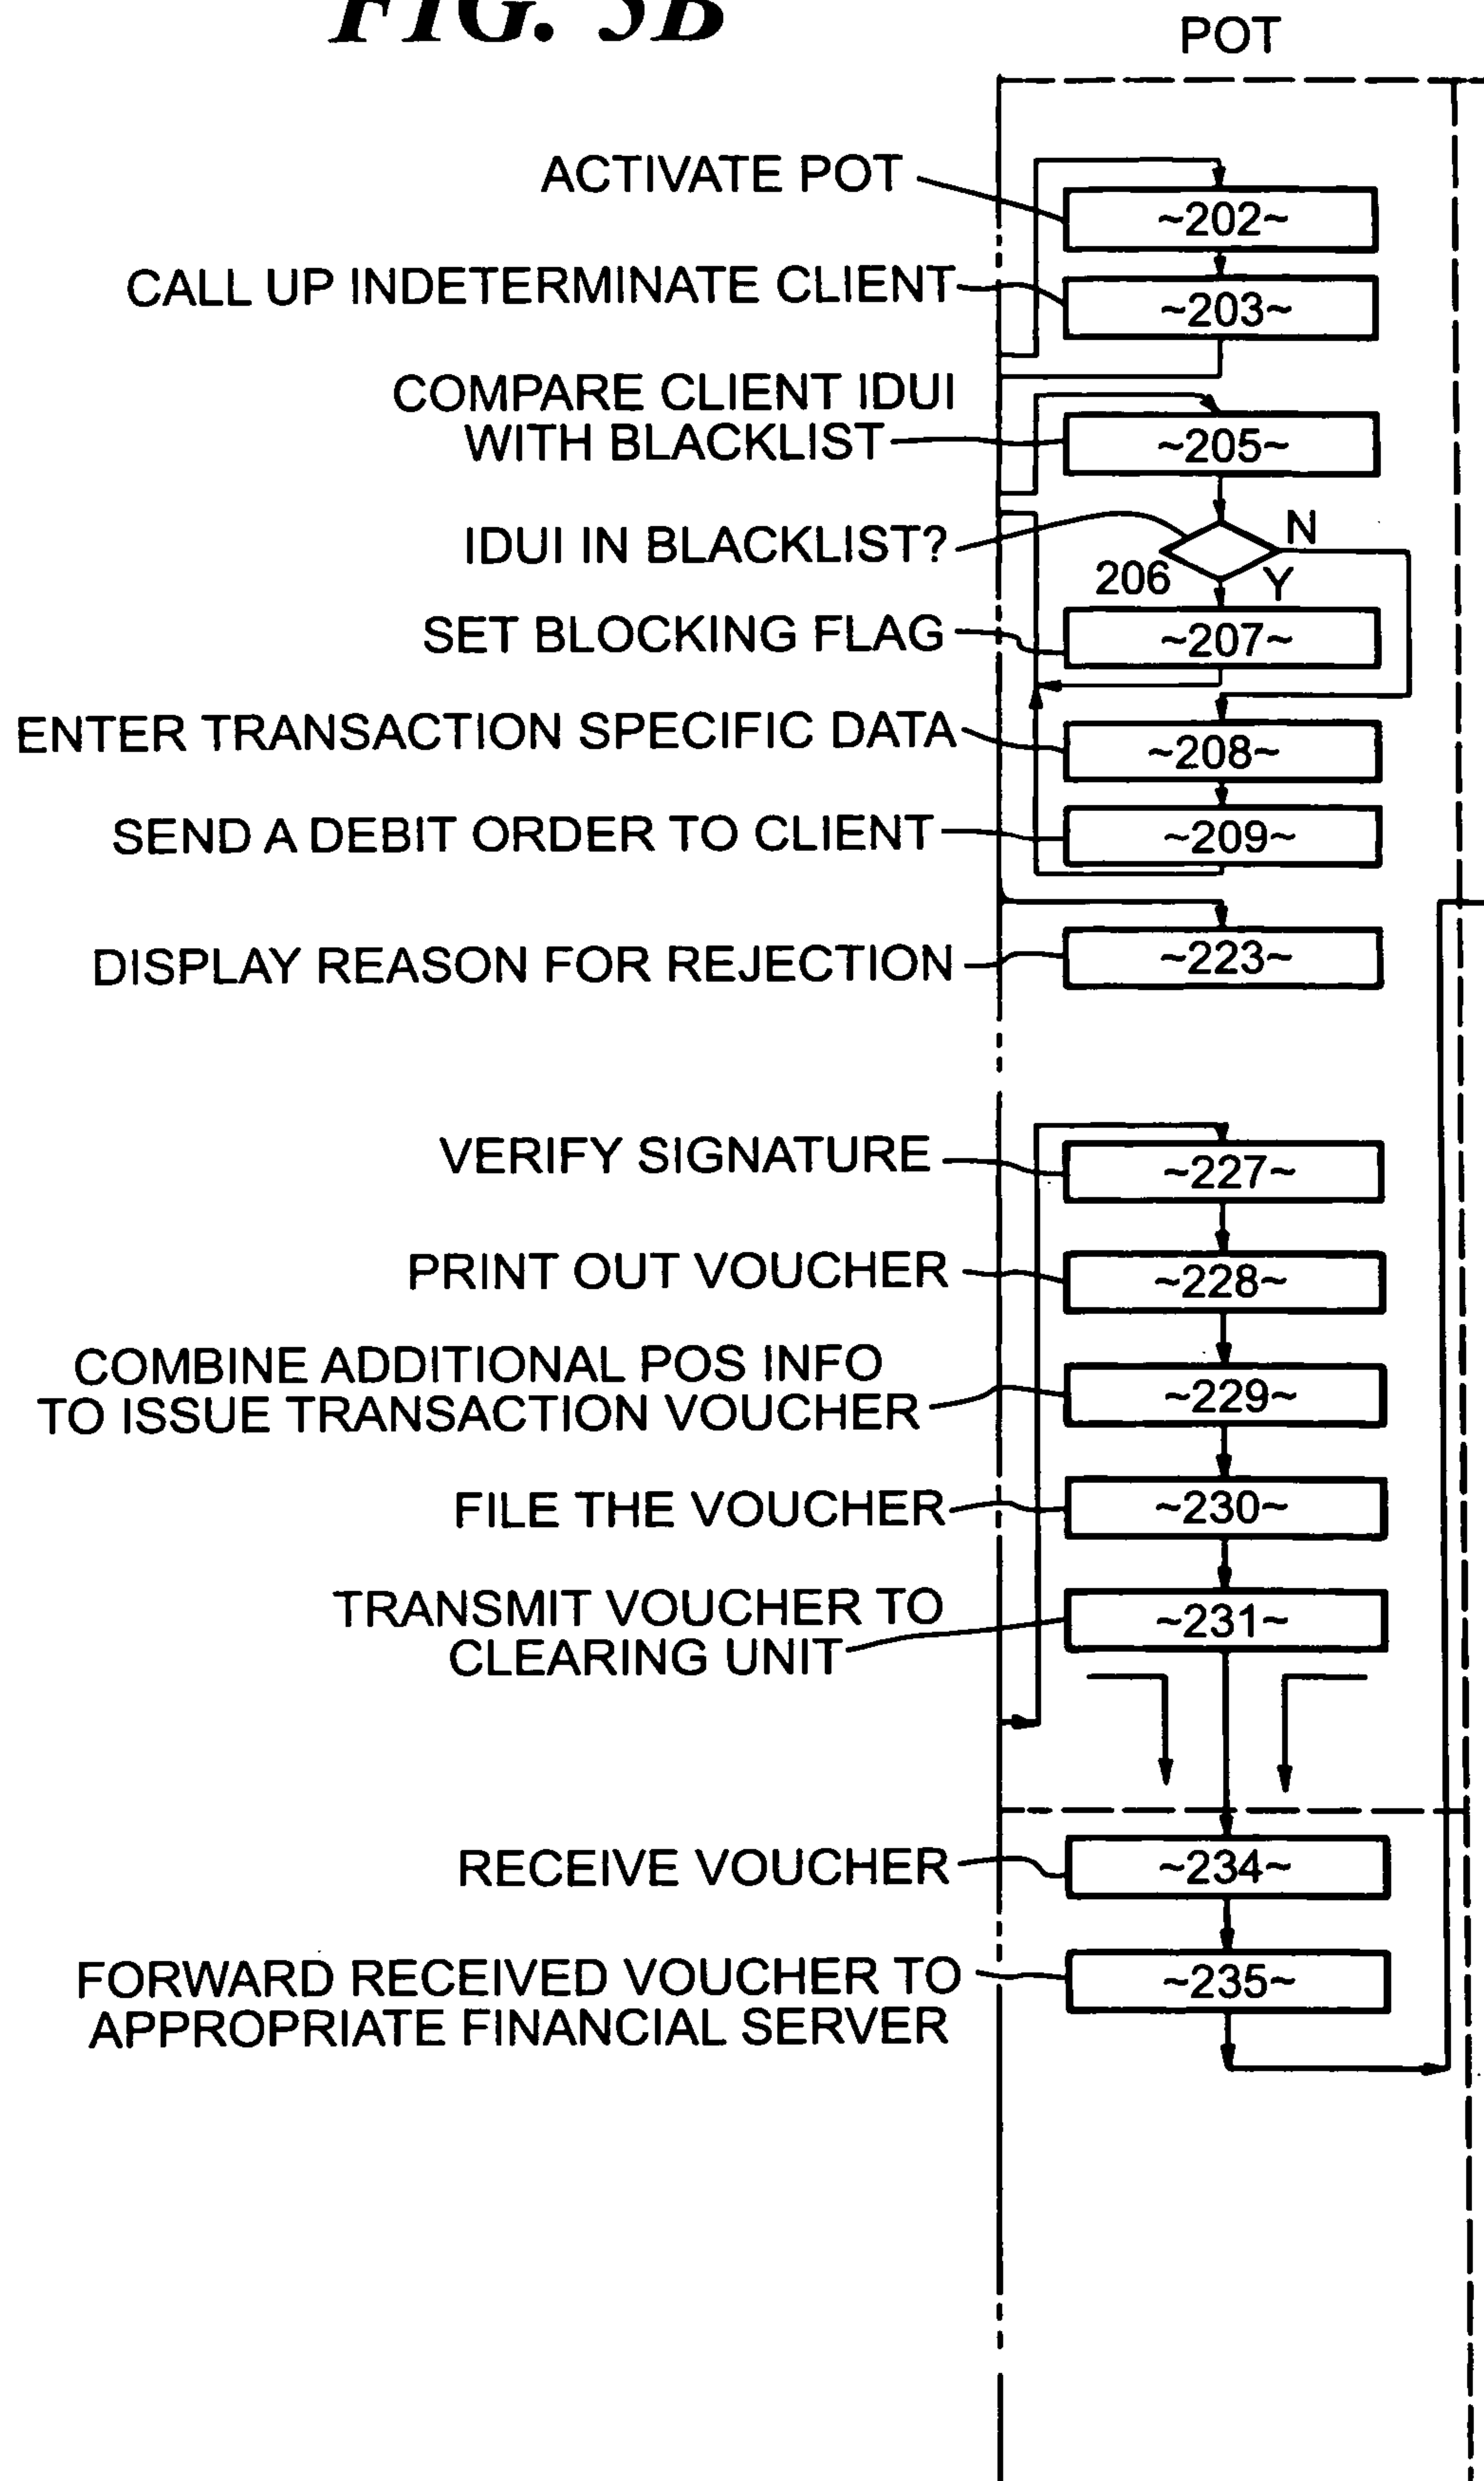 FIG. 5B
POT
ACTIVATE POT
~202~
CALL UP INDETERMINATE CLIENT
~203~
COMPARE CLIENT IDUI
WITH BLACKLIST
~205~
IDUI IN BLACKLIST?
N
206
Y
SET BLOCKING FLAG
~207~
ENTER TRANSACTION SPECIFIC DATA
~208~
SEND A DEBIT ORDER TO CLIENT
~209~
DISPLAY REASON FOR REJECTION
~223~
VERIFY SIGNATURE
~227~
PRINT OUT VOUCHER
~228~
COMBINE ADDITIONAL POS INFO
TO ISSUE TRANSACTION VOUCHER
~229~
FILE THE VOUCHER
~230~
TRANSMIT VOUCHER TO
CLEARING UNIT
~231~
RECEIVE VOUCHER
~234~
FORWARD RECEIVED VOUCHER TO
APPROPRIATE FINANCIAL SERVER
~235~